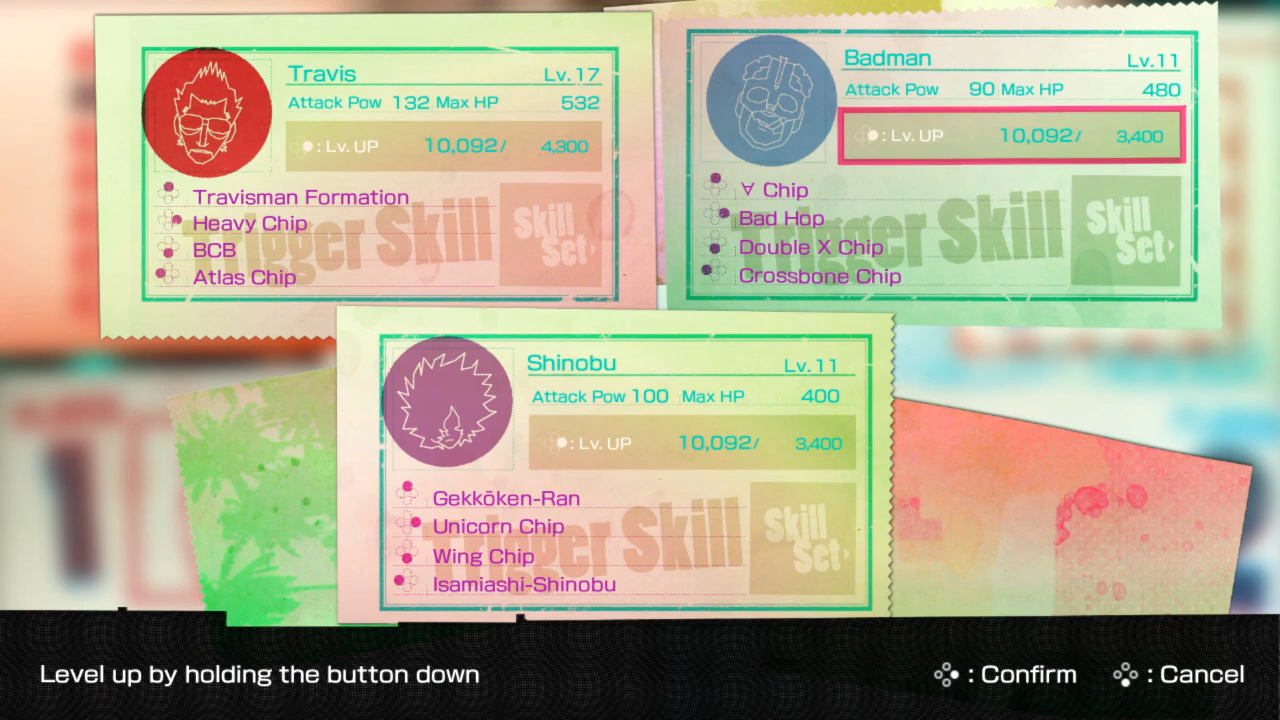 Travis Lv.17
Attack Pow 132 Max HP 532
: Lv. UP 10,092/ 4,300
Travisman Formation
Heavy Chip
BCB
Atlas Chip
Trigger Skill
Skill Set
Badman Lv.11
Attack Pow 90 Max HP 480
: Lv. UP 10,092/ 3,400
∀ Chip
Bad Hop
Double X Chip
Crossbone Chip
Trigger Skill
Skill Set
Shinobu Lv.11
Attack Pow 100 Max HP 400
: Lv. UP 10,092/ 3,400
Gekkōken-Ran
Unicorn Chip
Wing Chip
Isamiashi-Shinobu
Trigger Skill
Skill Set
Level up by holding the button down : Confirm : Cancel